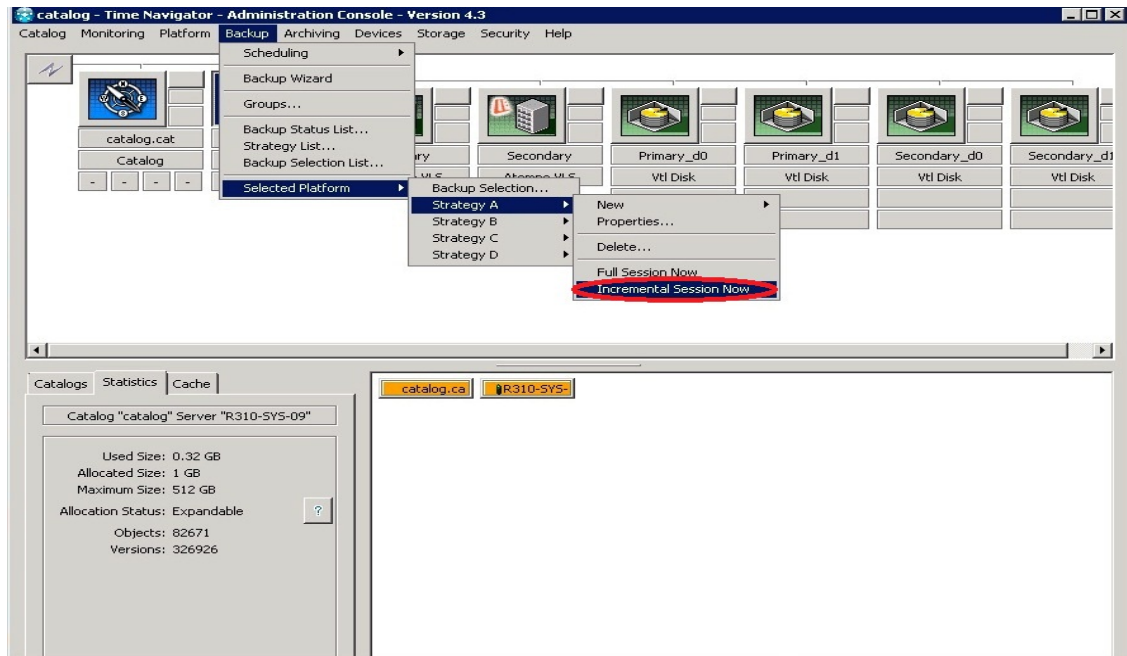 catalog - Time Navigator - Administration Console - Version 4.3
Catalog Monitoring Platform Backup Archiving Devices Storage Security Help
Scheduling
Backup Wizard
Groups...
Backup Status List...
Strategy List...
Backup Selection List...
Selected Platform
Backup Selection...
Strategy A
Strategy B
Strategy C
Strategy D
New
Properties...
Delete...
Full Session Now
Incremental Session Now
catalog.cat
Catalog
- - - -
Secondary
Primary_d0
Vtl Disk
Primary_d1
Vtl Disk
Secondary_d0
Vtl Disk
Secondary_d1
Vtl Disk
Catalogs Statistics Cache
Catalog "catalog" Server "R310-SYS-09"
Used Size: 0.32 GB
Allocated Size: 1 GB
Maximum Size: 512 GB
Allocation Status: Expandable
?
Objects: 82671
Versions: 326926
catalog.ca
R310-SYS-